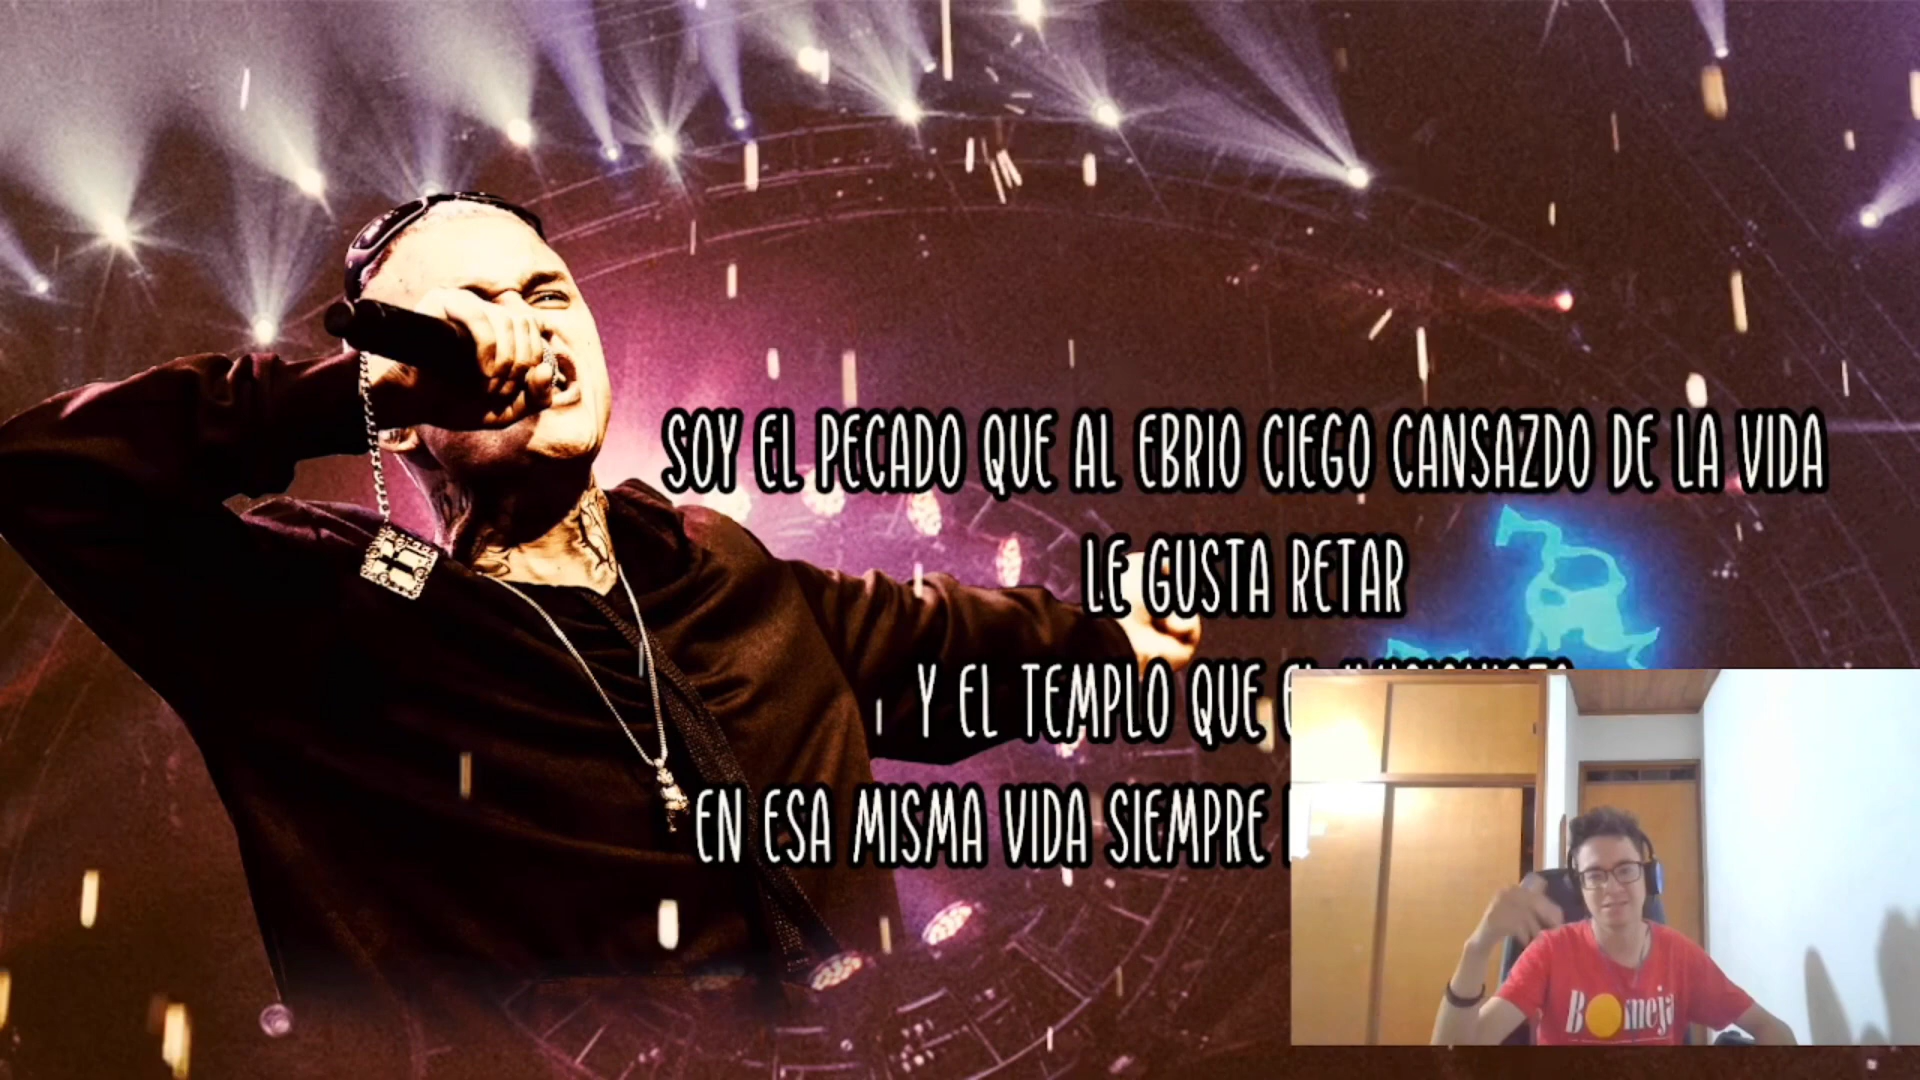 SOY EL PECADO QUE AL EBRIO CIEGO CANSAZDO DE LA VIDA
LE GUSTA RETAR
Y EL TEMPLO QUE
EN ESA MISMA VIDA SIEMPRE